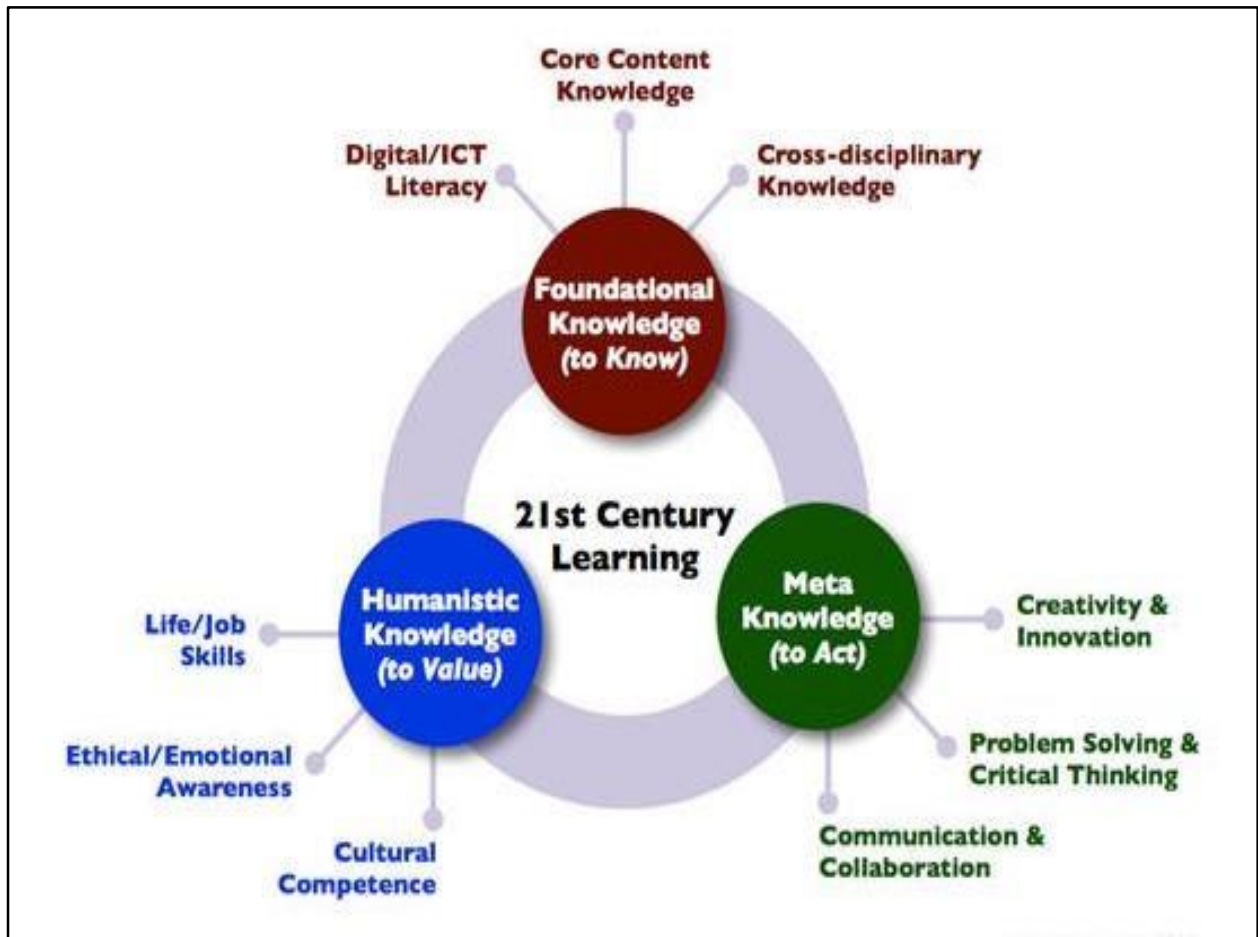 Core Content
Knowledge
Digital/ICT
Literacy
Cross-disciplinary
Knowledge
Foundational
Knowledge
(to Know)
21st Century
Learning
Humanistic
Knowledge
(to Value)
Meta
Knowledge
(to Act)
Life/Job
Skills
Ethical/Emotional
Awareness
Cultural
Competence
Creativity &
Innovation
Problem Solving &
Critical Thinking
Communication &
Collaboration